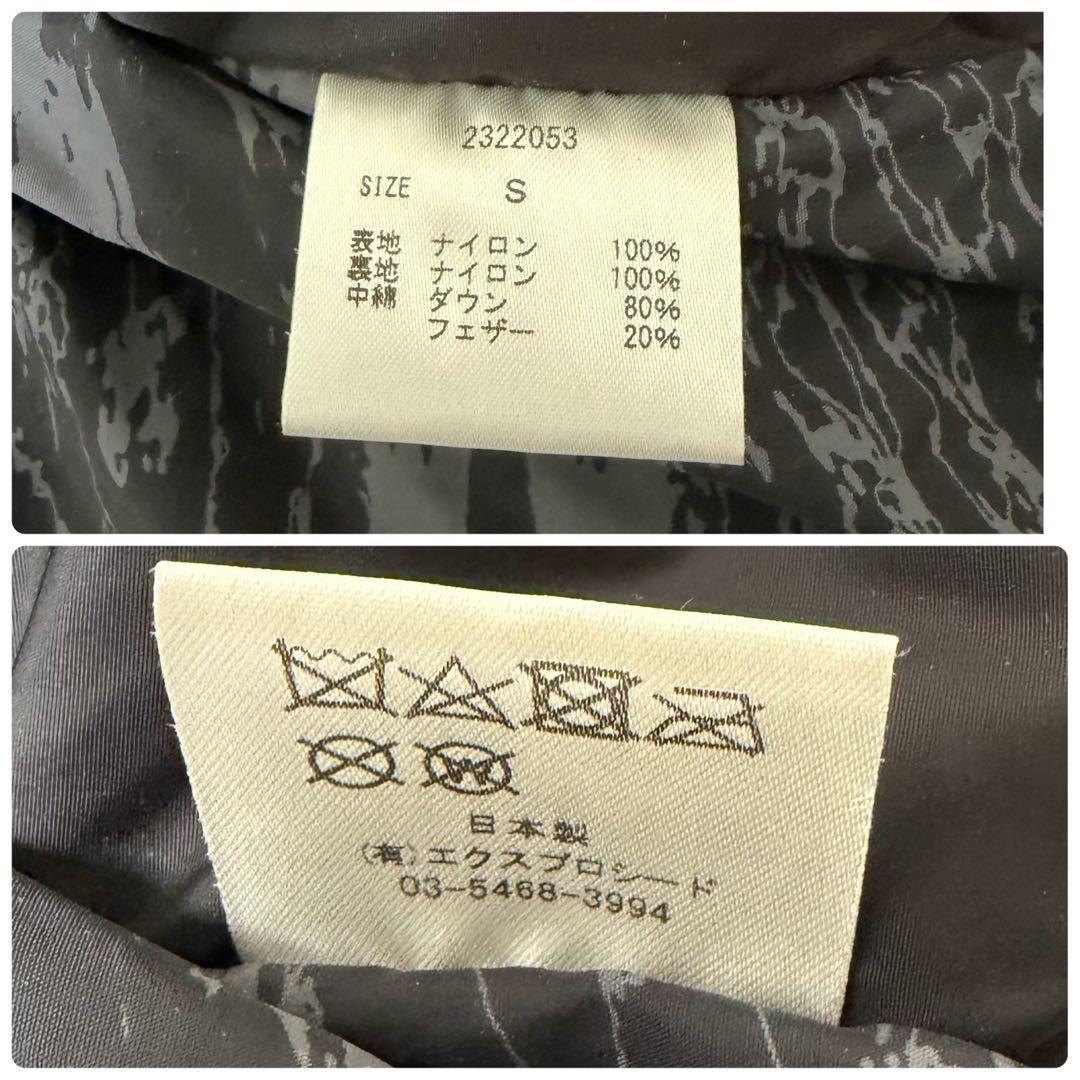 2322053
SIZE S
表地 ナイロン 100%
裏地 ナイロン 100%
中綿 ダウン 80%
フェザー 20%
日本製
(有)エクスプロシード
03-5468-3994